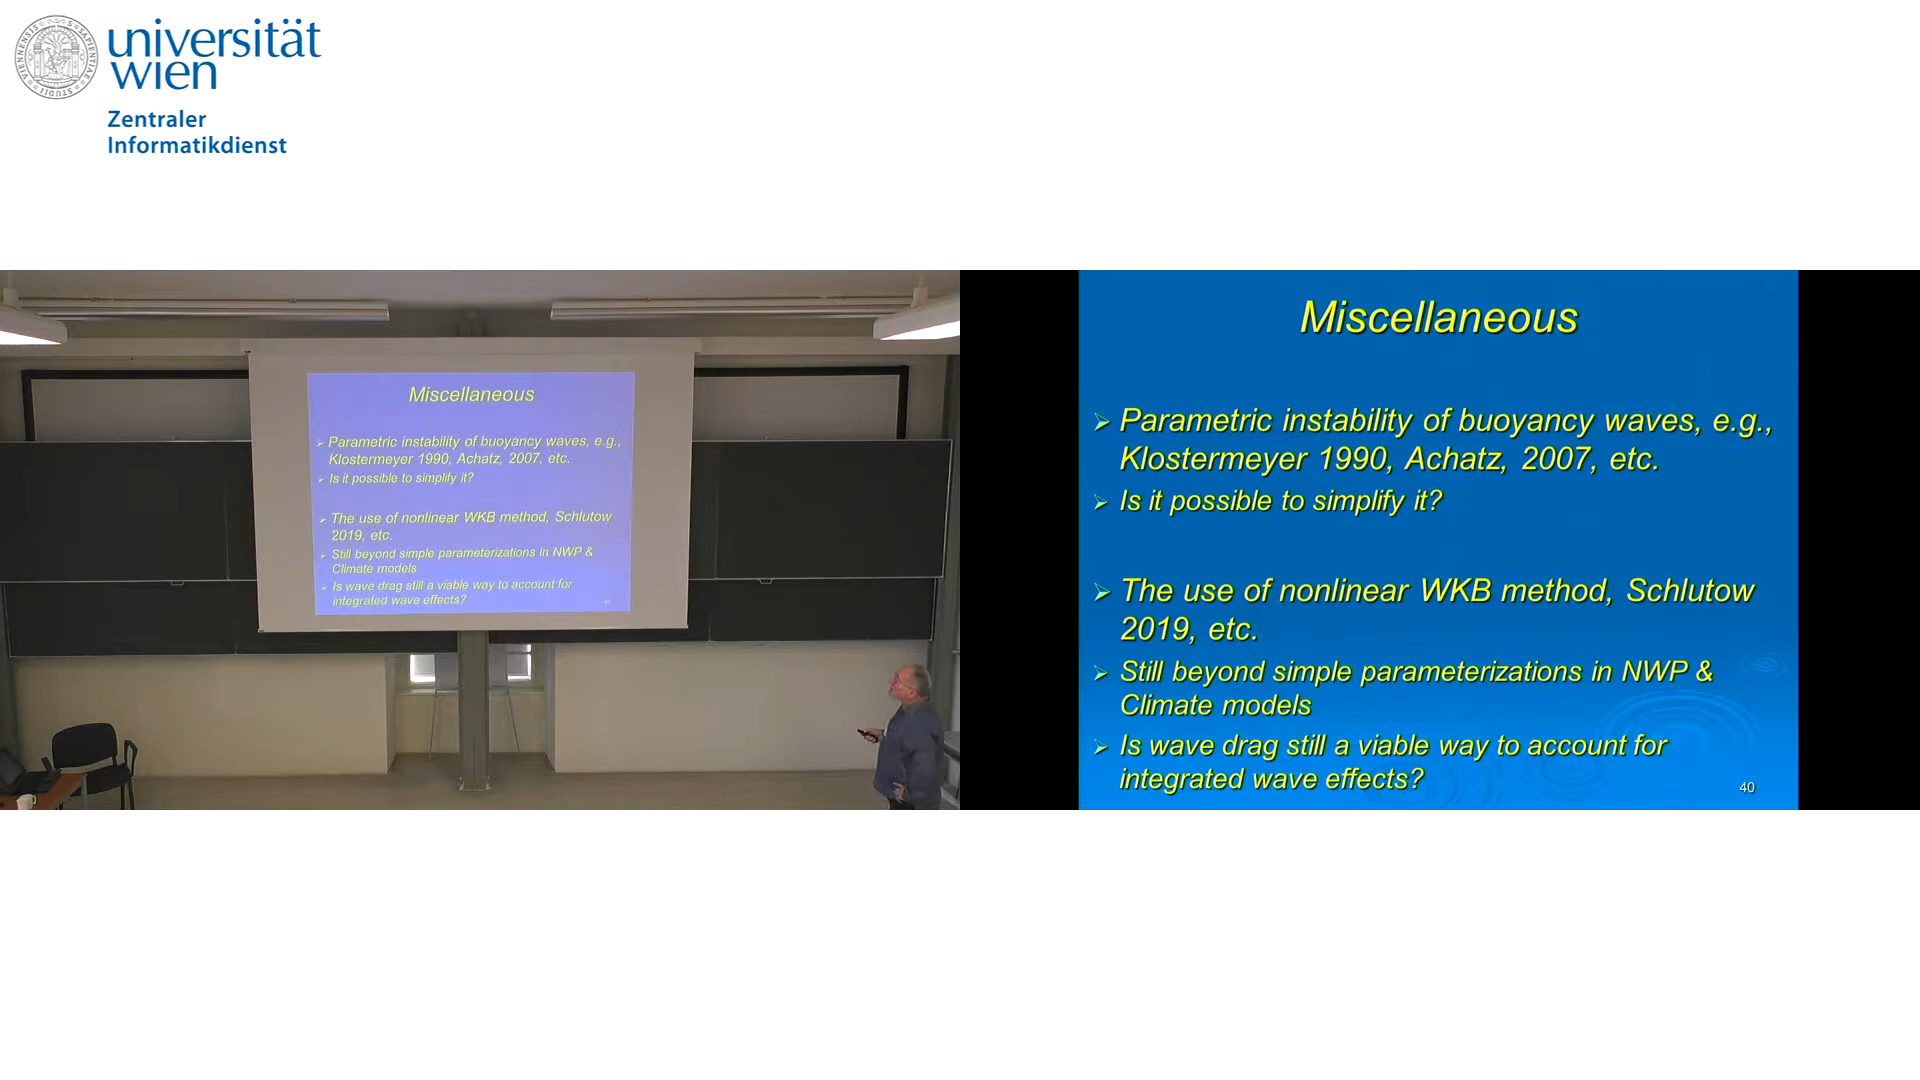 universität
wien
Zentraler
Informatikdienst
Miscellaneous
➢ Parametric instability of buoyancy waves, e.g.,
Klostermeyer 1990, Achatz, 2007, etc.
➢ Is it possible to simplify it?
➢ The use of nonlinear WKB method, Schlutow
2019, etc.
➢ Still beyond simple parameterizations in NWP &
Climate models
➢ Is wave drag still a viable way to account for
integrated wave effects?
40
Miscellaneous
➢ Parametric instability of buoyancy waves, e.g.,
Klostermeyer 1990, Achatz, 2007, etc.
➢ Is it possible to simplify it?
➢ The use of nonlinear WKB method, Schlutow
2019, etc.
➢ Still beyond simple parameterizations in NWP &
Climate models
➢ Is wave drag still a viable way to account for
integrated wave effects?
40